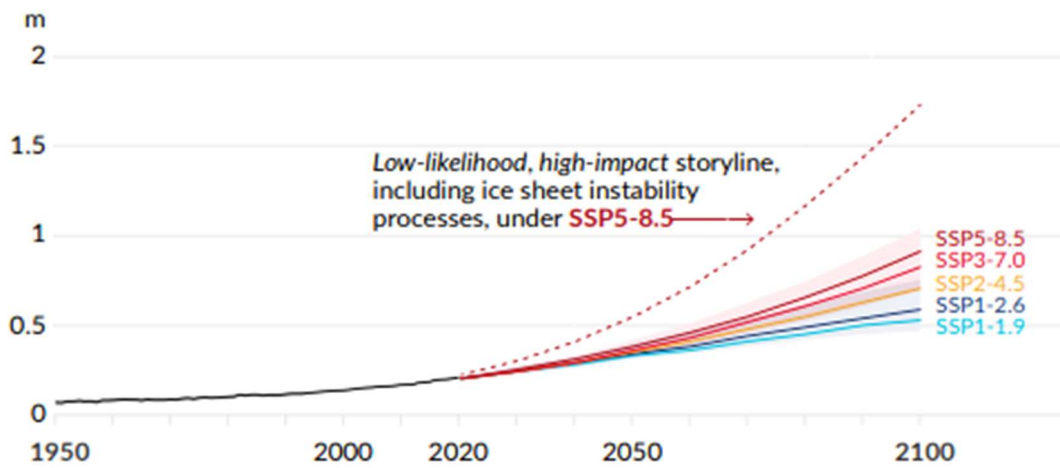 m
2
1.5
Low-likelihood, high-impact storyline,
including ice sheet instability
processes, under SSP5-8.5
1
SSP5-8.5
SSP3-7.0
SSP2-4.5
SSP1-2.6
SSP1-1.9
0.5
0
1950 2000 2020 2050 2100